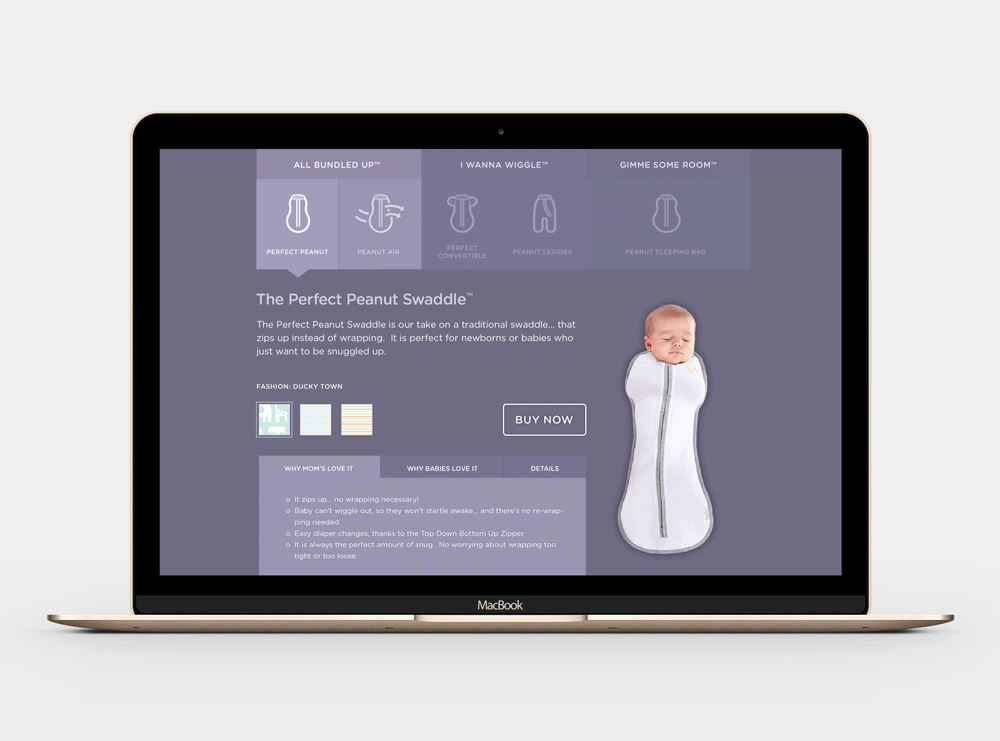 ALL BUNDLED UP™
I WANNA WIGGLE™
GIMME SOME ROOM™
PERFECT PEANUT
PEANUT AIR
PERFECT
CONVERTIBLE
PEANUT LEGGIES
PEANUT SLEEPING BAG
The Perfect Peanut Swaddle™
The Perfect Peanut Swaddle is our take on a traditional swaddle... that
zips up instead of wrapping. It is perfect for newborns or babies who
just want to be snuggled up.
FASHION: DUCKY TOWN
BUY NOW
WHY MOM'S LOVE IT
WHY BABIES LOVE IT
DETAILS
It zips up... no wrapping necessary!
Baby can't wiggle out, so they won't startle awake... and there's no re-wrap-
ping needed
Easy diaper changes, thanks to the Top Down Bottom Up Zipper
It is always the perfect amount of snug. No worrying about wrapping too
tight or too loose.
MacBook